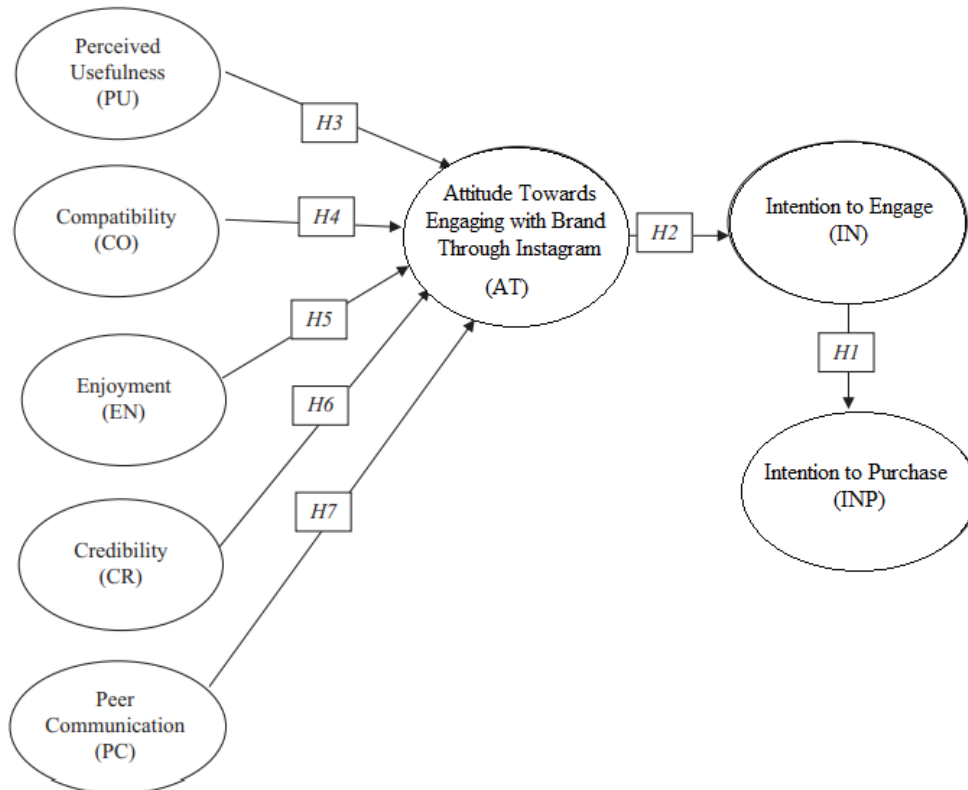 Perceived
Usefulness
(PU)
H3
Compatibility
(CO)
H4
Enjoyment
(EN)
H5
Credibility
(CR)
H6
Peer
Communication
(PC)
H7
Attitude Towards
Engaging with Brand
Through Instagram
(AT)
H2
Intention to Engage
(IN)
H1
Intention to Purchase
(INP)